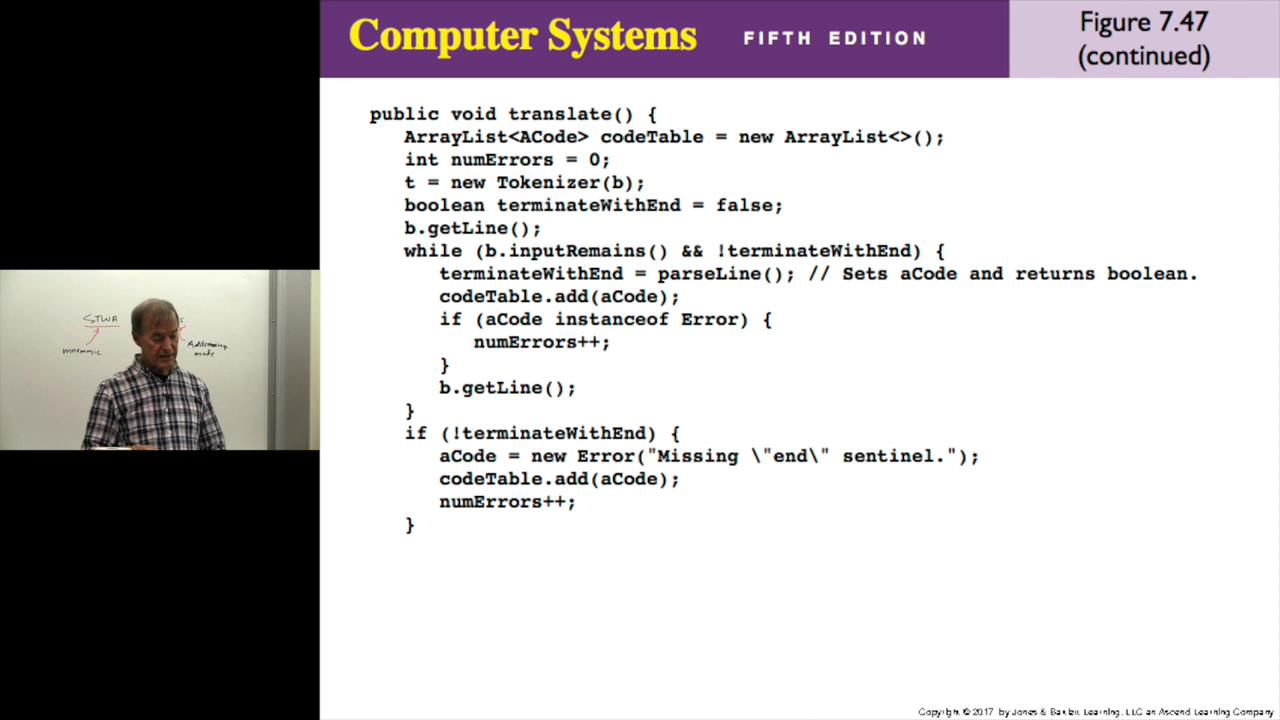 Computer Systems FIFTH EDITION
Figure 7.47
(continued)
public void translate() {
ArrayList<ACode> codeTable = new ArrayList<>();
int numErrors = 0;
t = new Tokenizer(b);
boolean terminateWithEnd = false;
b.getLine();
while (b.inputRemains() && !terminateWithEnd) {
terminateWithEnd = parseLine(); // Sets aCode and returns boolean.
codeTable.add(aCode);
if (aCode instanceof Error) {
numErrors++;
}
b.getLine();
}
if (!terminateWithEnd) {
aCode = new Error("Missing \"end\" sentinel.");
codeTable.add(aCode);
numErrors++;
}
STWA
mnemonic
Addressing
mode
Copyright © 2017 by Jones & Bartlett Learning, LLC an Ascend Learning Company